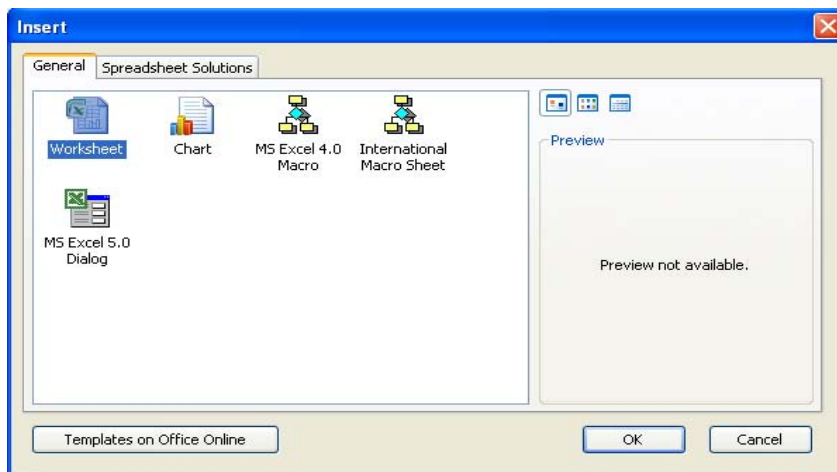 Insert
General
Spreadsheet Solutions
Worksheet
Chart
MS Excel 4.0
Macro
International
Macro Sheet
MS Excel 5.0
Dialog
Preview
Preview not available.
Templates on Office Online
OK
Cancel